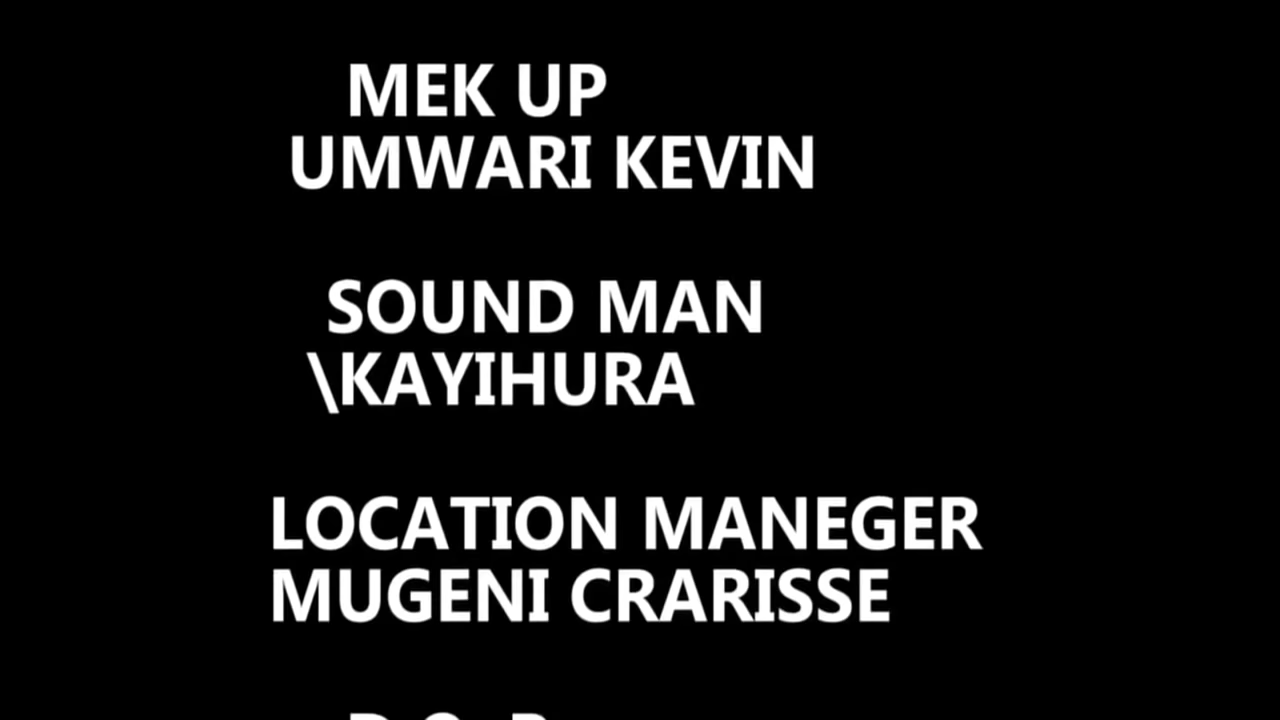 MEK UP
UMWARI KEVIN
SOUND MAN
\KAYIHURA
LOCATION MANEGER
MUGENI CRARISSE